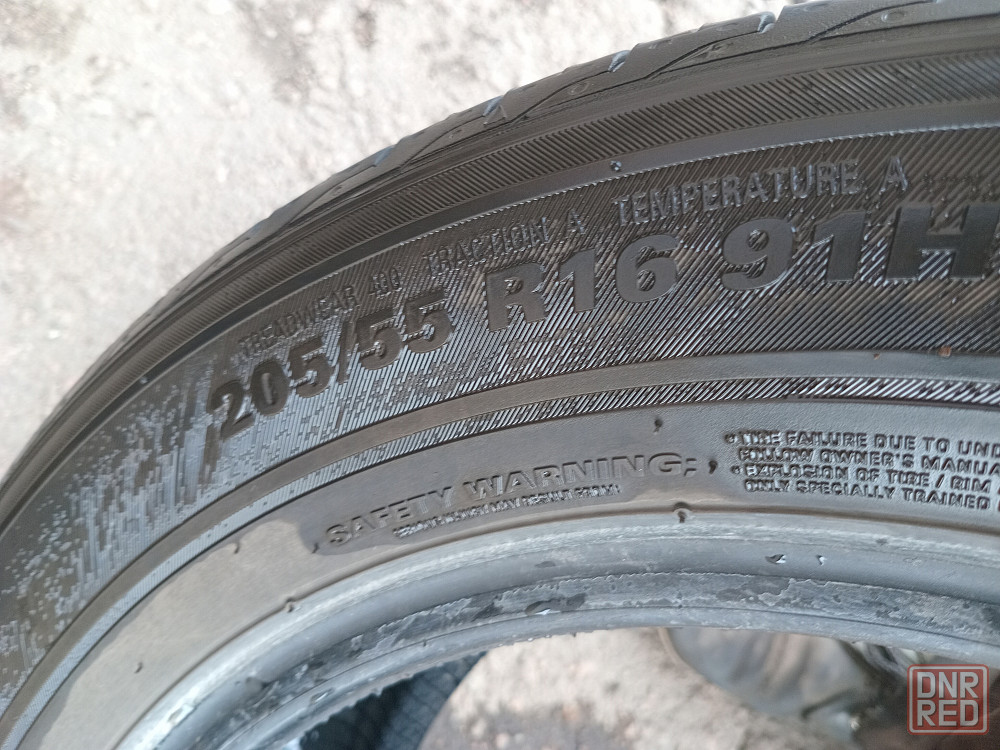 TREADWEAR 400 TRACTION A TEMPERATURE A
205/55 R16 91H
SAFETY WARNING:
• TIRE FAILURE DUE TO UND
FOLLOW OWNER'S MANUA
• EXPLOSION OF TIRE / RIM
ONLY SPECIALLY TRAINED
DNR
RED